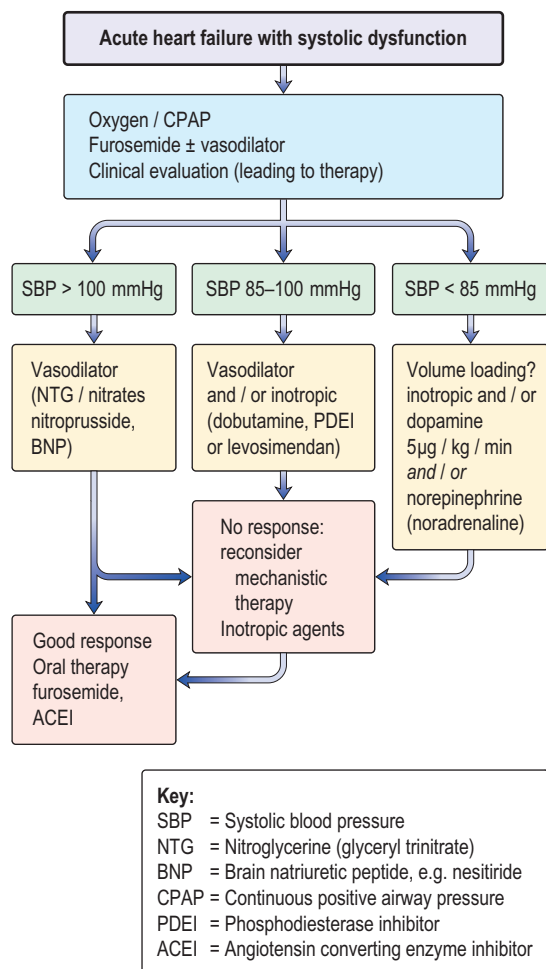 Acute heart failure with systolic dysfunction
Oxygen / CPAP
Furosemide ± vasodilator
Clinical evaluation (leading to therapy)
SBP > 100 mmHg
SBP 85–100 mmHg
SBP < 85 mmHg
Vasodilator
(NTG / nitrates
nitroprusside,
BNP)
Vasodilator
and / or inotropic
(dobutamine, PDEI
or levosimendan)
Volume loading?
inotropic and / or
dopamine
5µg / kg / min
and / or
norepinephrine
(noradrenaline)
No response:
reconsider
mechanistic
therapy
Inotropic agents
Good response
Oral therapy
furosemide,
ACEI
Key:
SBP = Systolic blood pressure
NTG = Nitroglycerine (glyceryl trinitrate)
BNP = Brain natriuretic peptide, e.g. nesitiride
CPAP = Continuous positive airway pressure
PDEI = Phosphodiesterase inhibitor
ACEI = Angiotensin converting enzyme inhibitor